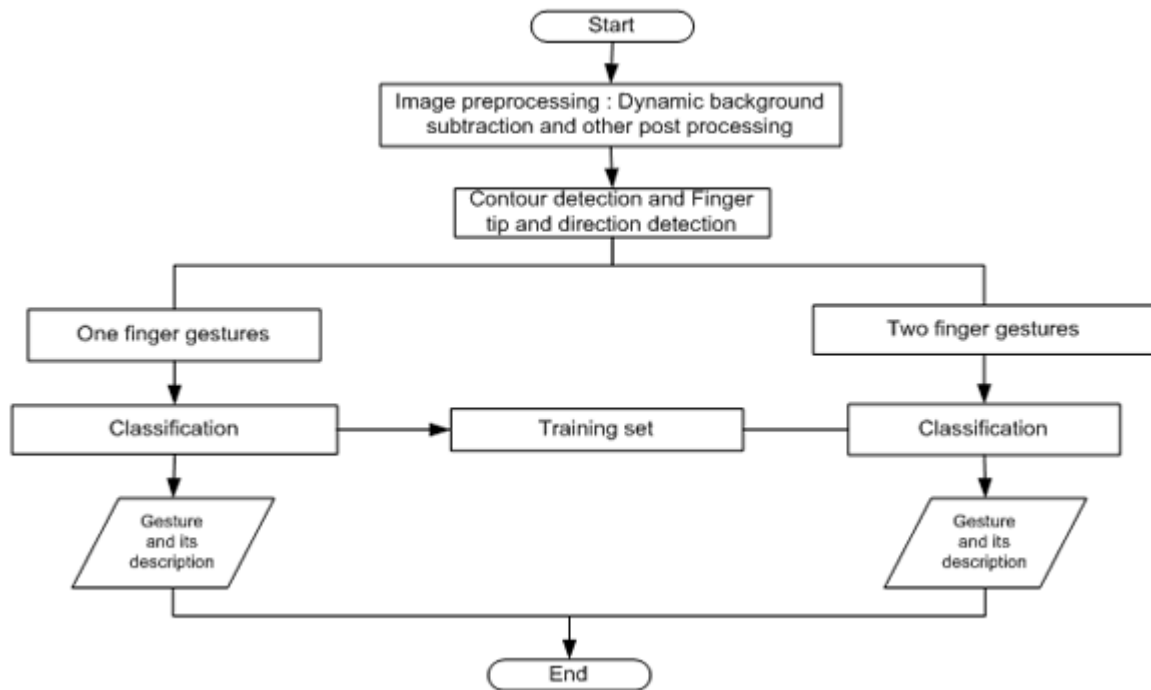 Start
Image preprocessing : Dynamic background
subtraction and other post processing
Contour detection and Finger
tip and direction detection
One finger gestures
Two finger gestures
Classification
Training set
Classification
Gesture
and its
description
Gesture
and its
description
End